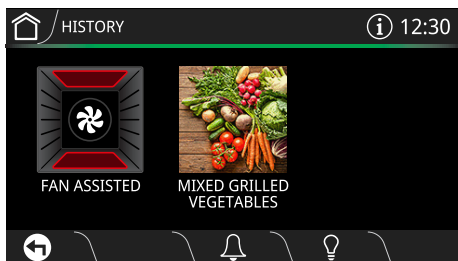 HISTORY
i 12:30
FAN ASSISTED
MIXED GRILLED
VEGETABLES